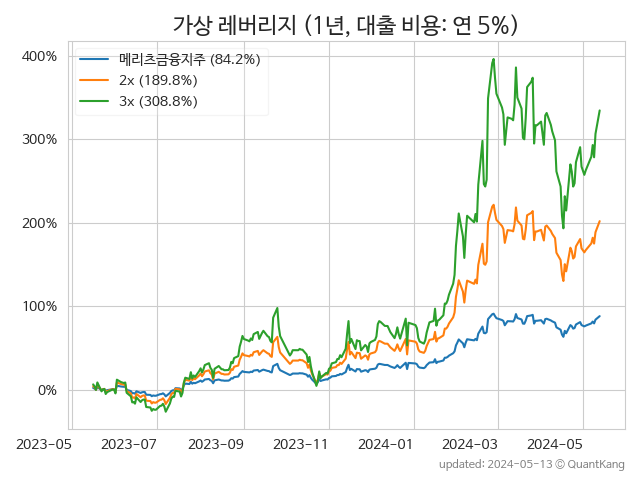 가상 레버리지 (1년, 대출 비용: 연 5%)
메리츠금융지주 (84.2%)
2x (189.8%)
3x (308.8%)
400%
300%
200%
100%
0%
2023-05 2023-07 2023-09 2023-11 2024-01 2024-03 2024-05
updated: 2024-05-13 © QuantKang